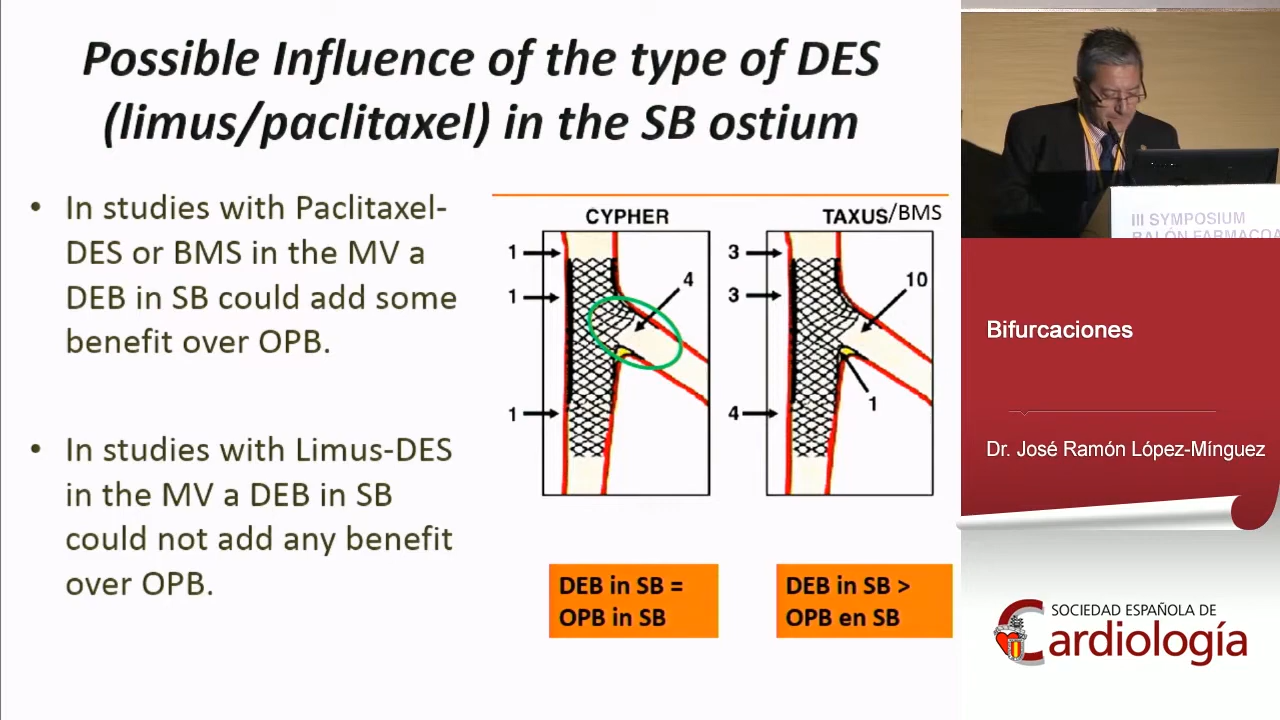 Possible Influence of the type of DES
(limus/paclitaxel) in the SB ostium
• In studies with Paclitaxel-
DES or BMS in the MV a
DEB in SB could add some
benefit over OPB.
• In studies with Limus-DES
in the MV a DEB in SB
could not add any benefit
over OPB.
CYPHER
1
1
4
1
TAXUS/BMS
3
3
10
4
1
DEB in SB =
OPB in SB
DEB in SB >
OPB en SB
III SYMPOSIUM
BALÓN FARMACOA
Bifurcaciones
Dr. José Ramón López-Mínguez
SOCIEDAD ESPAÑOLA DE
Cardiología